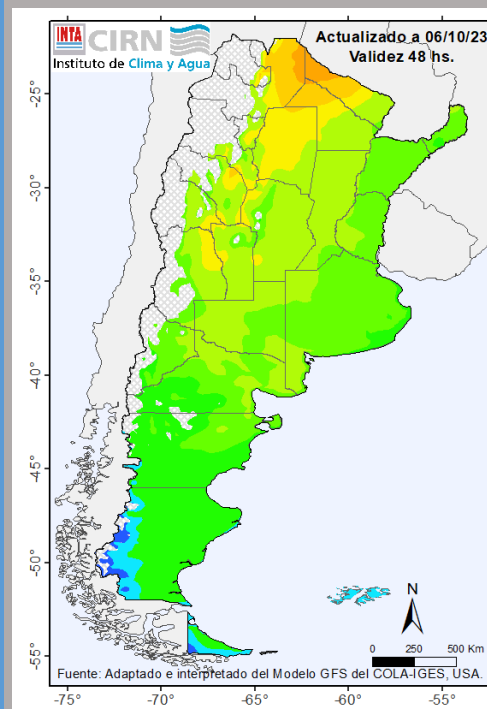 INTA CIRN
Instituto de Clima y Agua
Actualizado a 06/10/23
Validez 48 hs.
-25°
-30°
-35°
-40°
-45°
-50°
-55°
N
0 250 500 Km
Fuente: Adaptado e interpretado del Modelo GFS del COLA-IGES, USA.
-75° -70° -65° -60° -55°